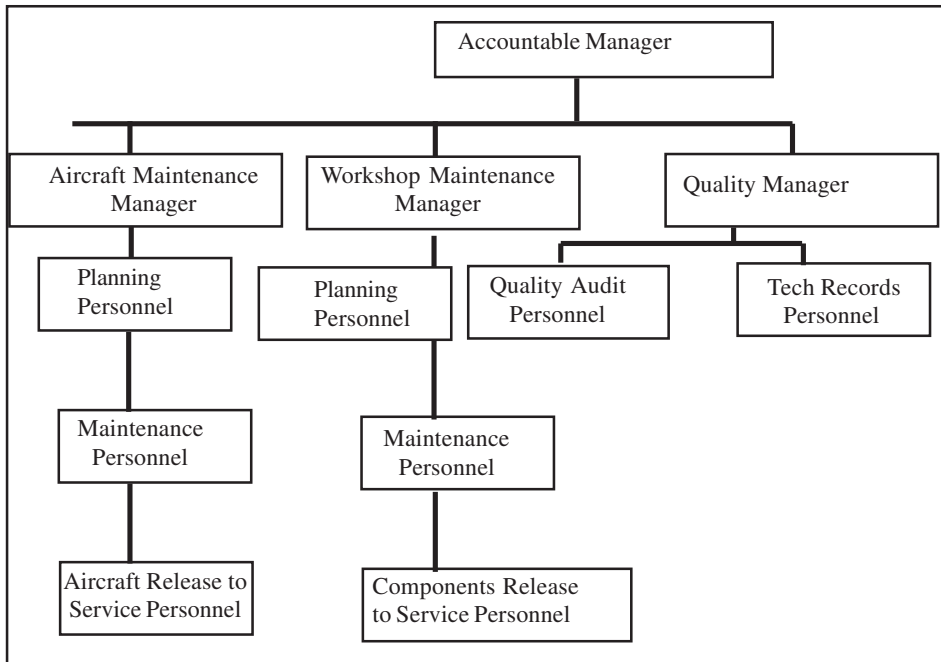 Accountable Manager
Aircraft Maintenance
Manager
Workshop Maintenance
Manager
Quality Manager
Planning
Personnel
Planning
Personnel
Quality Audit
Personnel
Tech Records
Personnel
Maintenance
Personnel
Maintenance
Personnel
Aircraft Release to
Service Personnel
Components Release
to Service Personnel